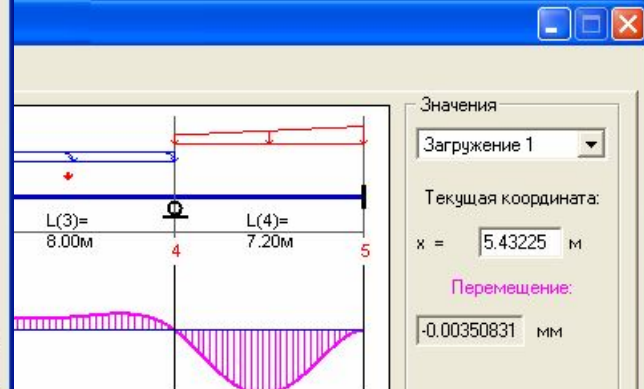 Значения
Загружение 1
Текущая координата:
x = 5.43225 м
Перемещение:
-0.00350831 мм
L(3)=
8.00м
4
L(4)=
7.20м
5